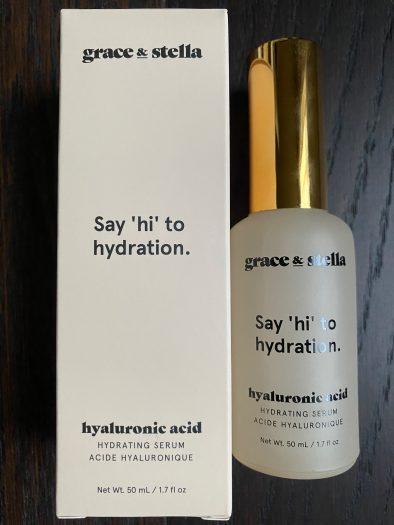 grace & stella
Say 'hi' to
hydration.
hyaluronic acid
HYDRATING SERUM
ACIDE HYALURONIQUE
Net Wt. 50 mL / 1.7 fl oz
grace & stella
Say 'hi' to
hydration.
hyaluronic acid
HYDRATING SERUM
ACIDE HYALURONIQUE
Net Wt. 50 mL / 1.7 fl oz